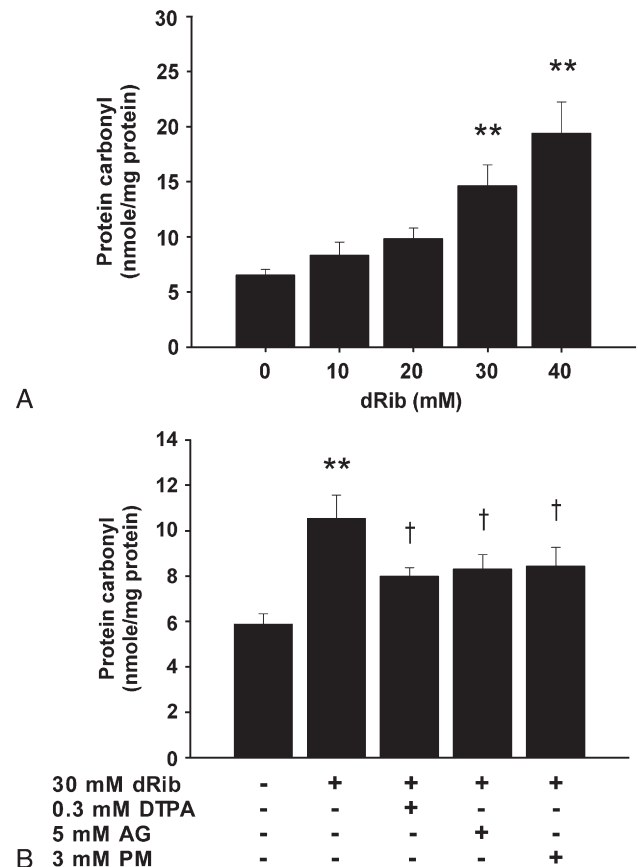 30
25
20
15
10
5
0
Protein carbonyl
(nmole/mg protein)
**
**
0 10 20 30 40
dRib (mM)
A
14
12
10
8
6
4
2
0
Protein carbonyl
(nmole/mg protein)
**
†
†
†
30 mM dRib - + + + +
0.3 mM DTPA - - + - -
5 mM AG - - - + -
B 3 mM PM - - - - +